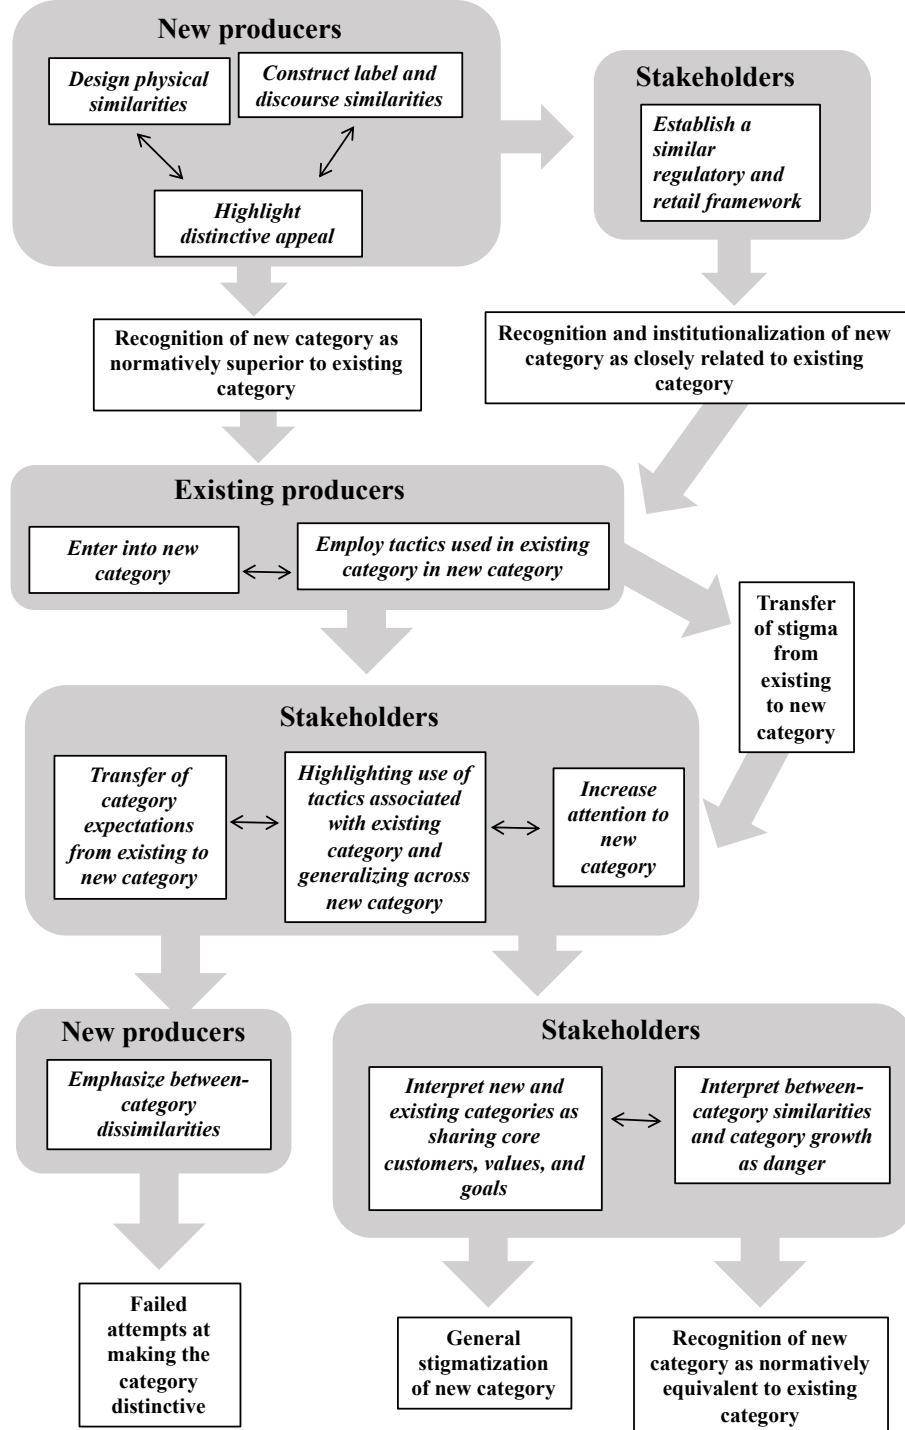 New producers
Design physical
similarities
Construct label and
discourse similarities
Highlight
distinctive appeal
Stakeholders
Establish a
similar
regulatory and
retail framework
Recognition of new category as
normatively superior to existing
category
Recognition and institutionalization of new
category as closely related to existing
category
Existing producers
Enter into new
category
Employ tactics used in existing
category in new category
Transfer
of stigma
from
existing
to new
category
Stakeholders
Transfer of
category
expectations
from existing to
new category
Highlighting use of
tactics associated
with existing
category and
generalizing across
new category
Increase
attention to
new
category
New producers
Emphasize between-
category
dissimilarities
Stakeholders
Interpret new and
existing categories as
sharing core
customers, values, and
goals
Interpret between-
category similarities
and category growth
as danger
Failed
attempts at
making the
category
distinctive
General
stigmatization
of new category
Recognition of new
category as normatively
equivalent to existing
category